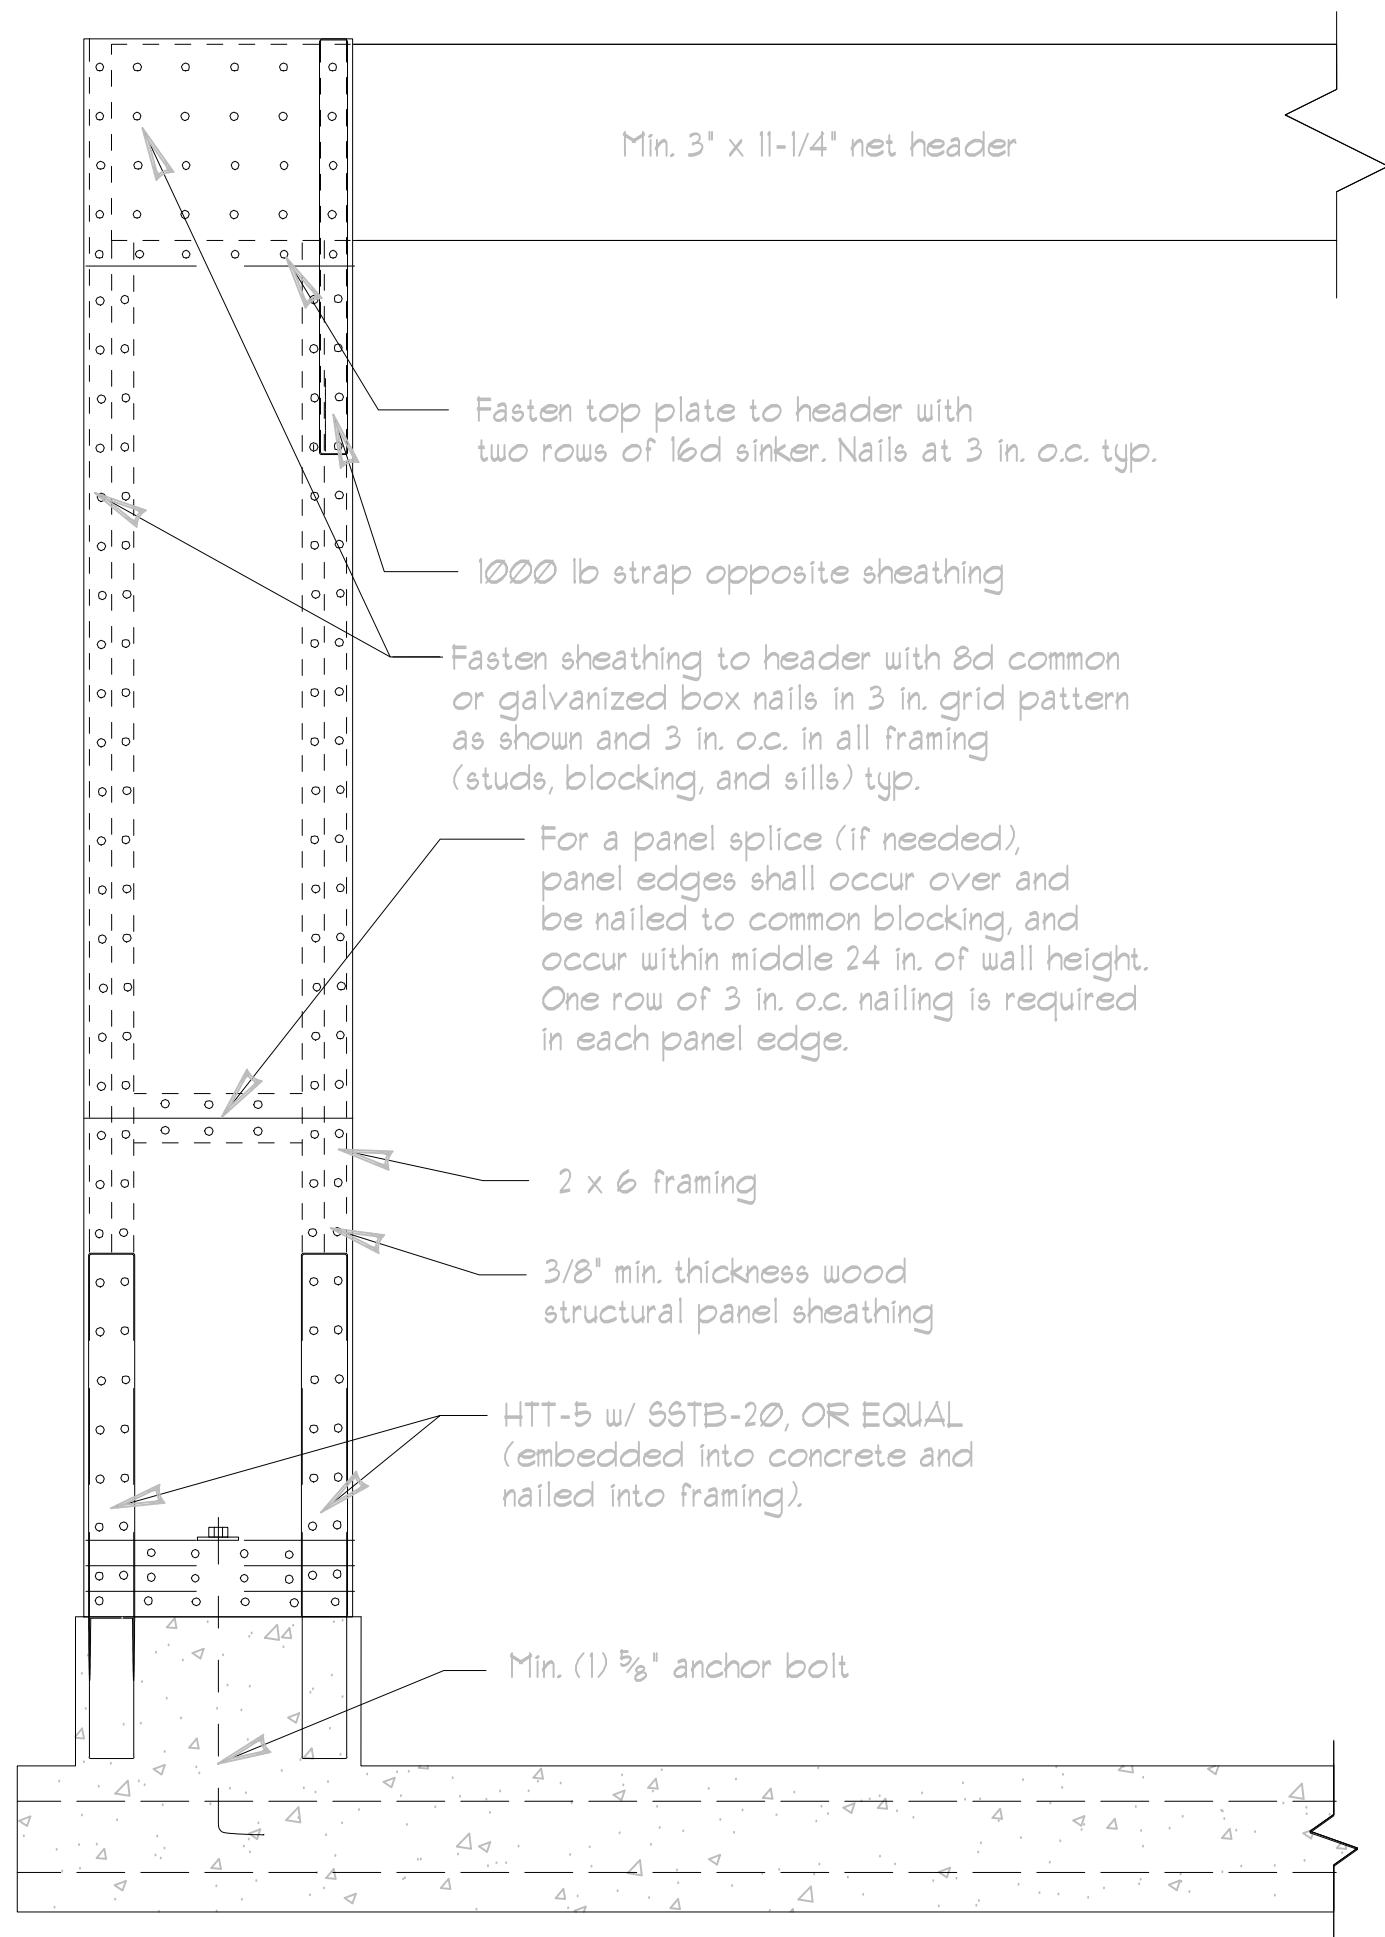 Min. 3" x 11-1/4" net header
Fasten top plate to header with
two rows of 16d sinker. Nails at 3 in. o.c. typ.
1000 lb strap opposite sheathing
Fasten sheathing to header with 8d common
or galvanized box nails in 3 in. grid pattern
as shown and 3 in. o.c. in all framing
(studs, blocking, and sills) typ.
For a panel splice (if needed),
panel edges shall occur over and
be nailed to common blocking, and
occur within middle 24 in. of wall height.
One row of 3 in. o.c. nailing is required
in each panel edge.
2 x 6 framing
3/8" min. thickness wood
structural panel sheathing
HTT-5 w/ SSTB-20, OR EQUAL
(embedded into concrete and
nailed into framing).
Min. (1) 5/8" anchor bolt